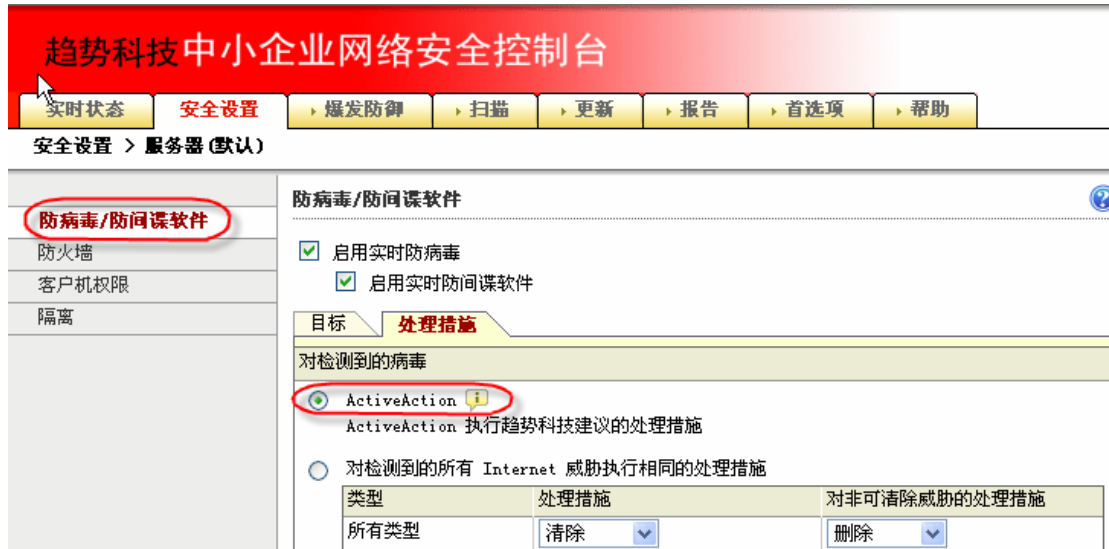 趋势科技中小企业网络安全控制台
实时状态 安全设置 爆发防御 扫描 更新 报告 首选项 帮助
安全设置 > 服务器(默认)
防病毒/防间谍软件
防火墙
客户机权限
隔离
防病毒/防间谍软件
?
启用实时防病毒
启用实时防间谍软件
目标 处理措施
对检测到的病毒
ActiveAction i
ActiveAction 执行趋势科技建议的处理措施
对检测到的所有 Internet 威胁执行相同的处理措施
类型 处理措施 对非可清除威胁的处理措施
所有类型 清除 删除